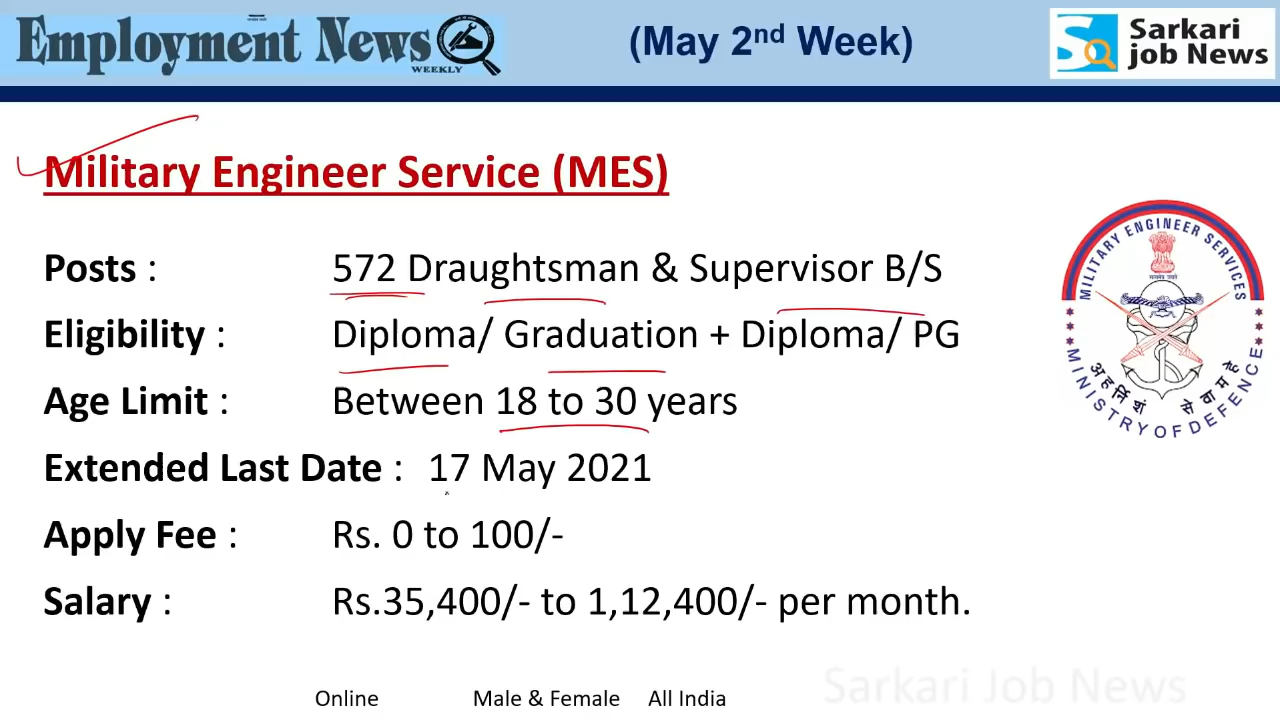 Employment News
WEEKLY
(May 2nd Week)
Sarkari
Job News
Military Engineer Service (MES)
Posts : 572 Draughtsman & Supervisor B/S
Eligibility : Diploma/ Graduation + Diploma/ PG
Age Limit : Between 18 to 30 years
Extended Last Date : 17 May 2021
Apply Fee : Rs. 0 to 100/-
Salary : Rs.35,400/- to 1,12,400/- per month.
MILITARY ENGINEER SERVICES
MINISTRY OF DEFENCE
Online Male & Female All India
Sarkari Job News